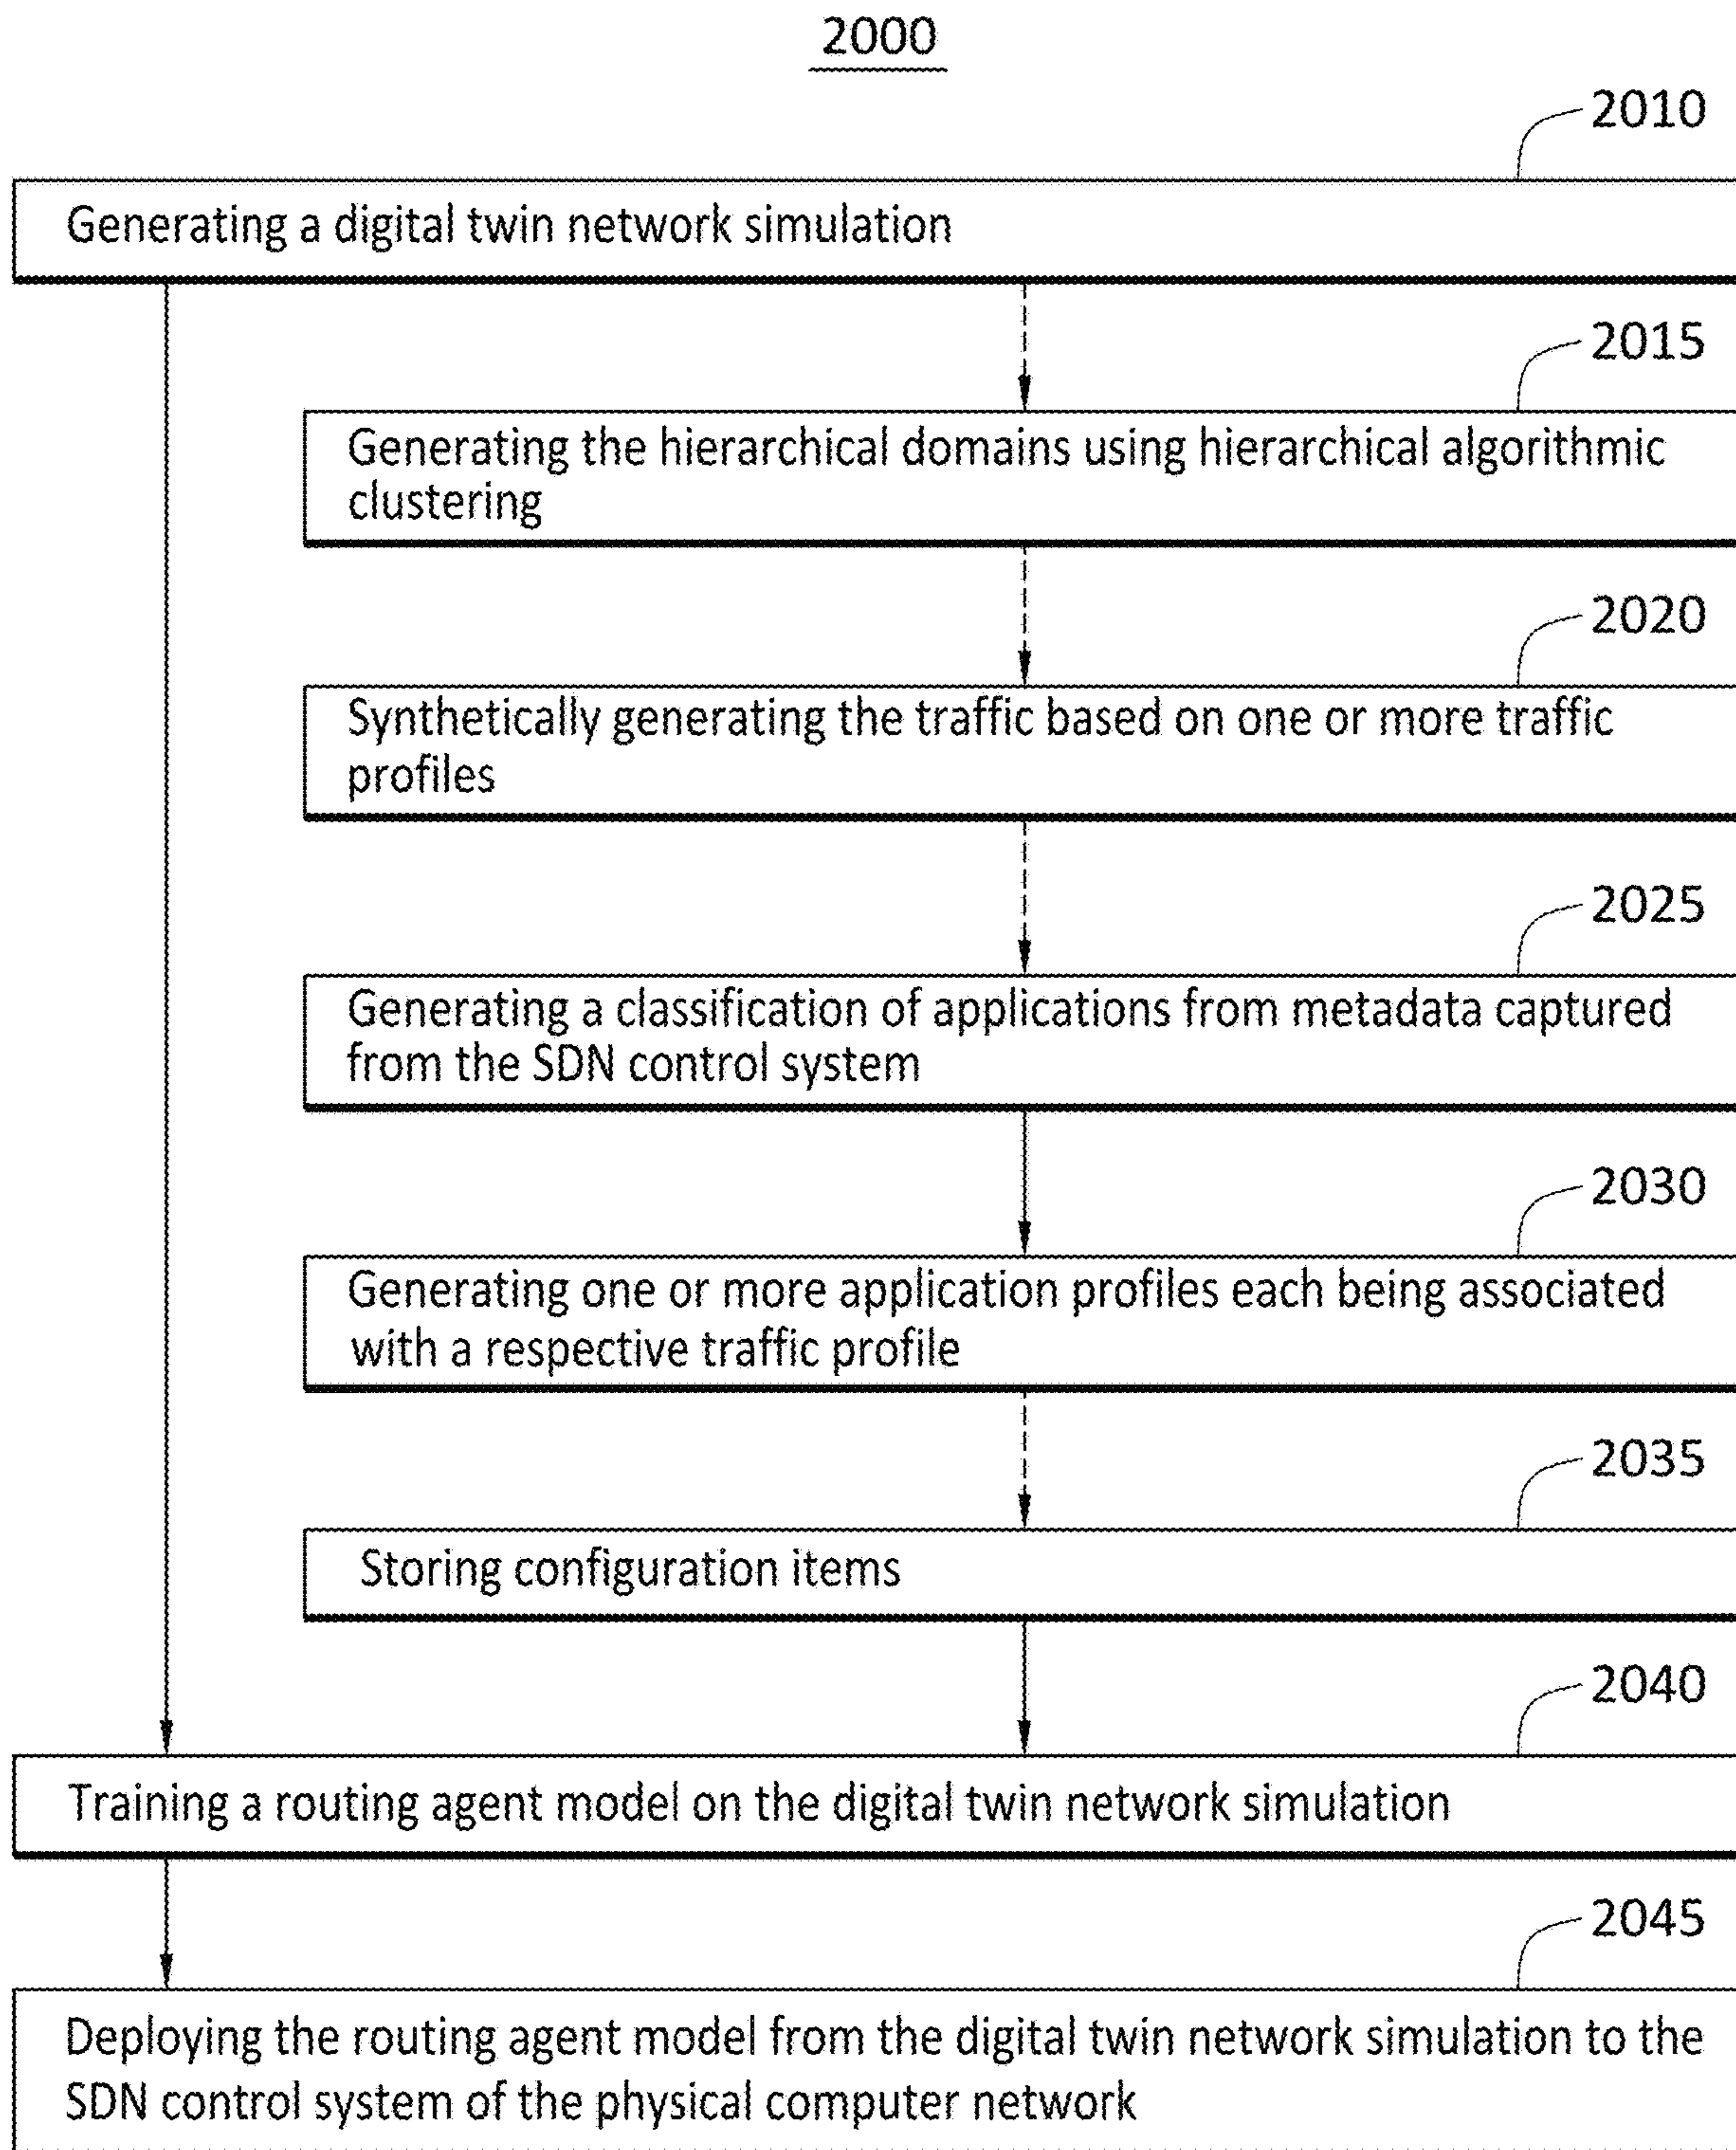 2000
2010
Generating a digital twin network simulation
2015
Generating the hierarchical domains using hierarchical algorithmic
clustering
2020
Synthetically generating the traffic based on one or more traffic
profiles
2025
Generating a classification of applications from metadata captured
from the SDN control system
2030
Generating one or more application profiles each being associated
with a respective traffic profile
2035
Storing configuration items
2040
Training a routing agent model on the digital twin network simulation
2045
Deploying the routing agent model from the digital twin network simulation to the
SDN control system of the physical computer network